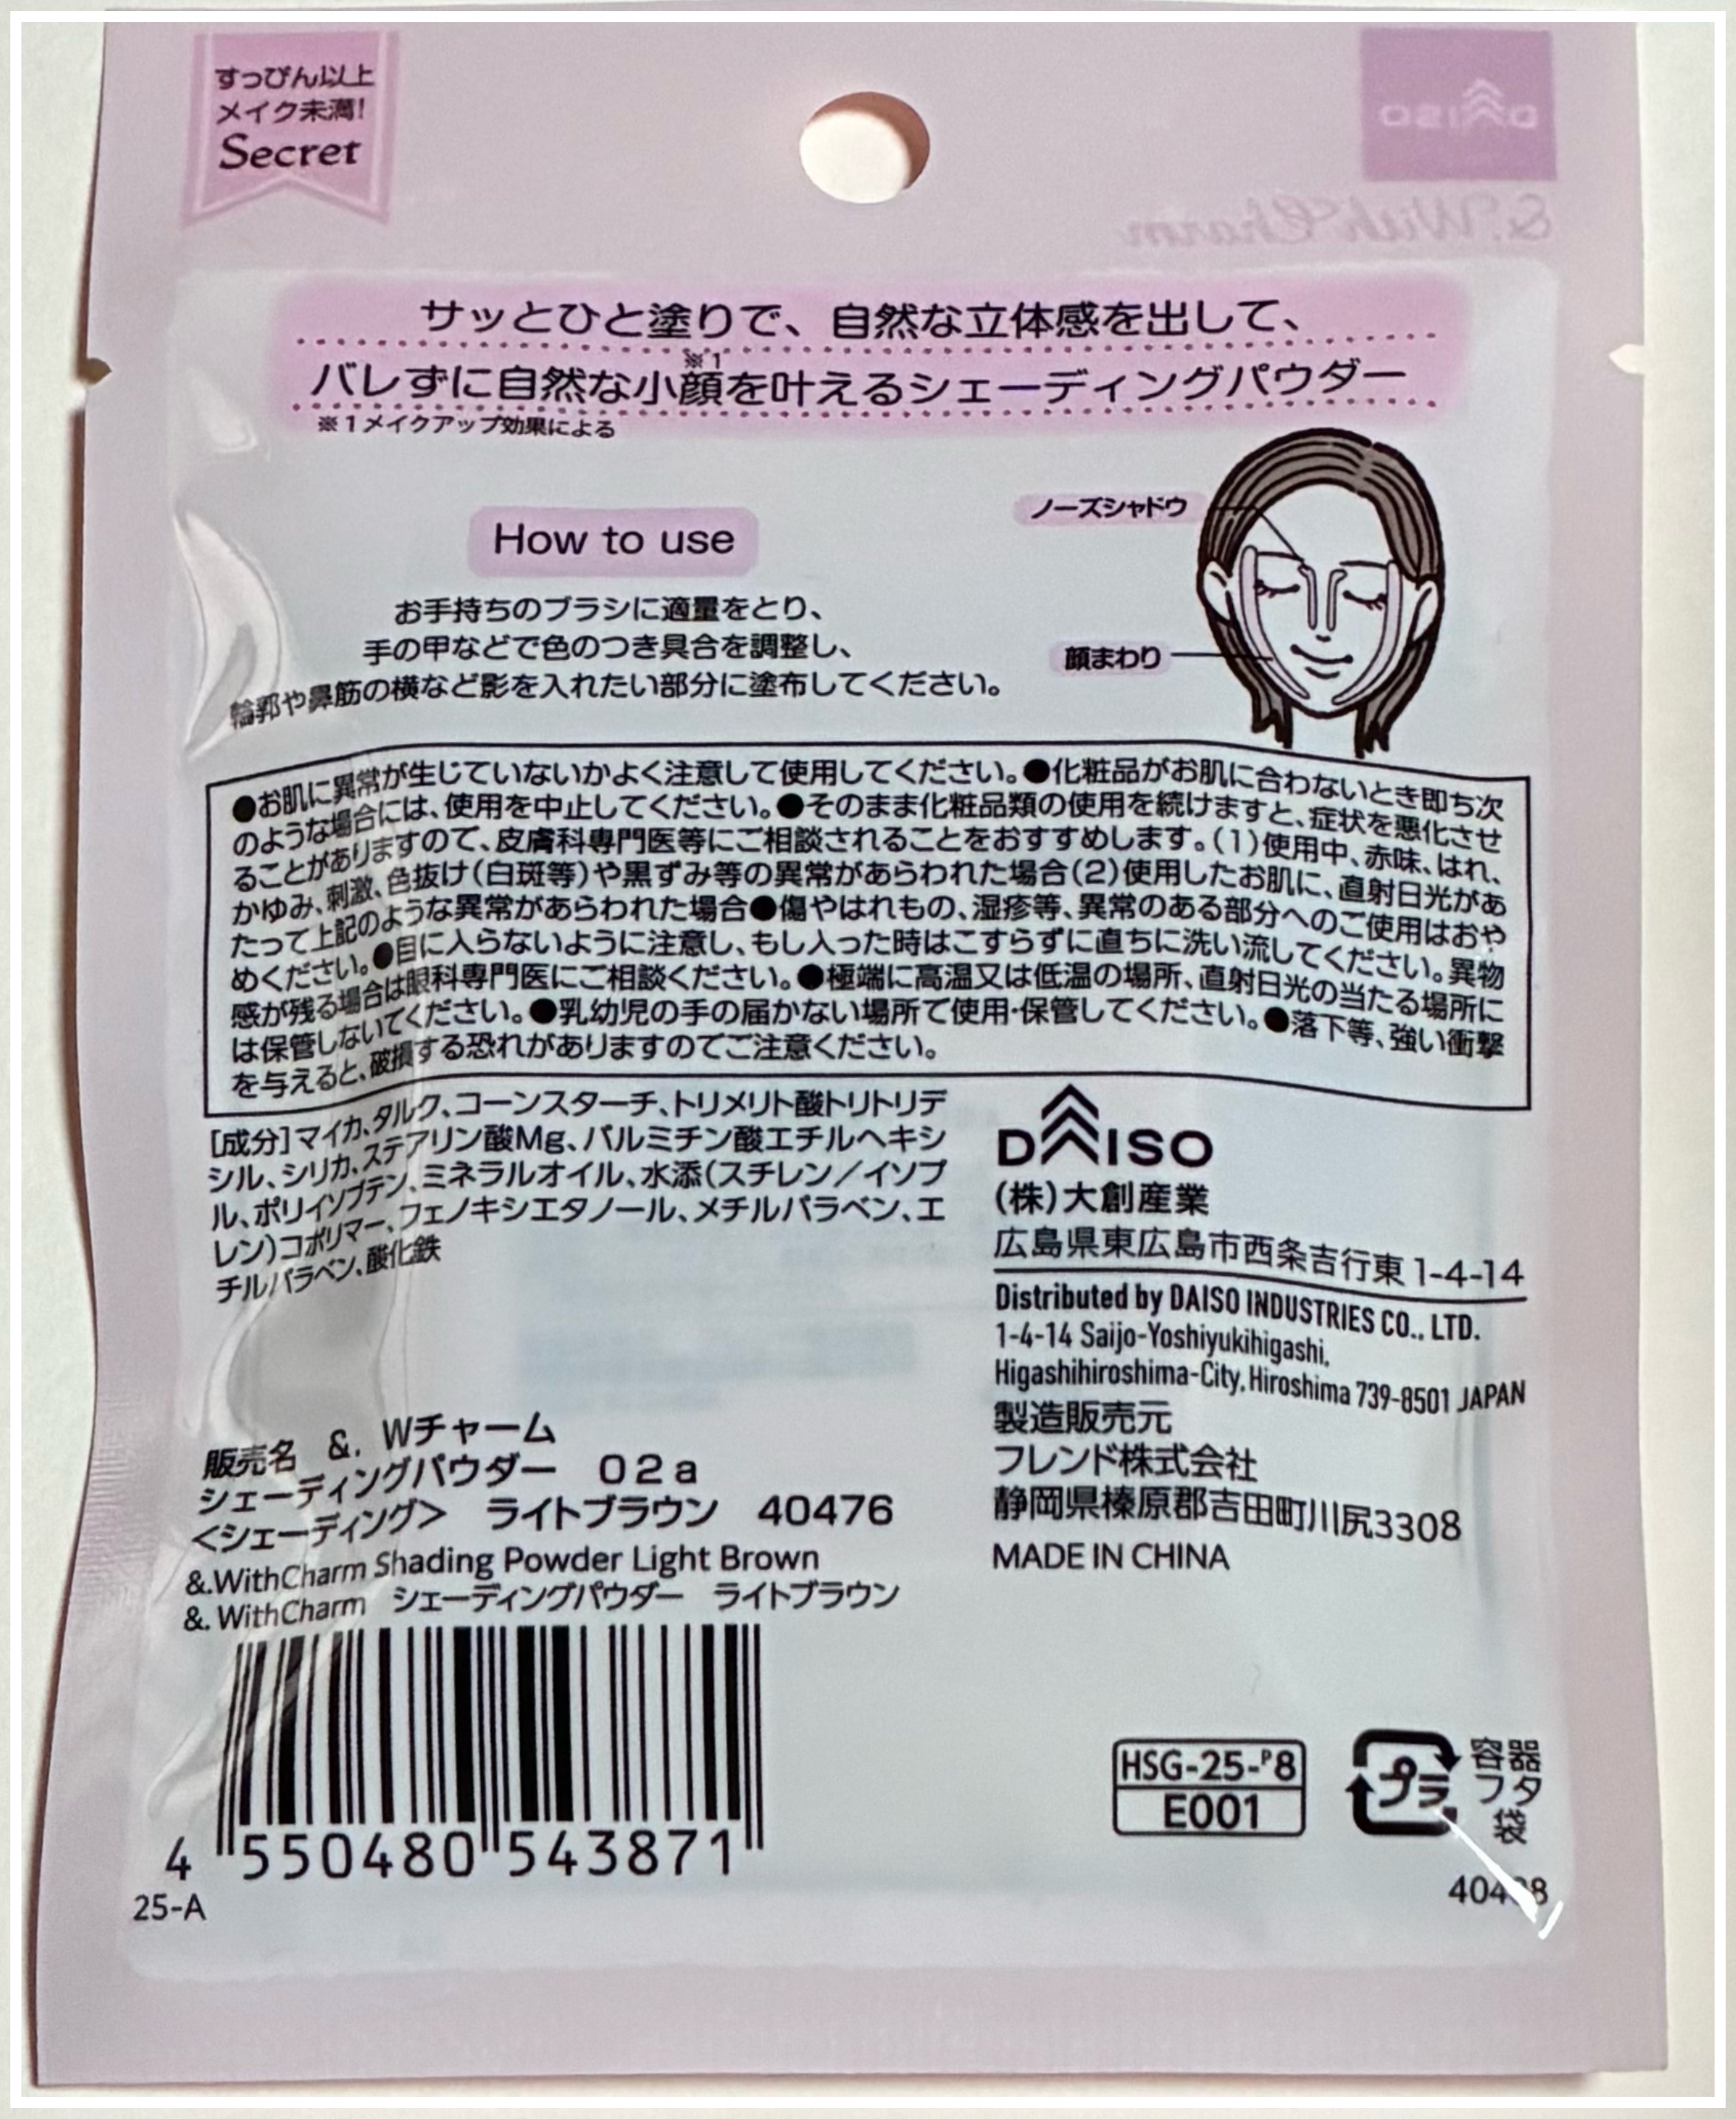 すっぴん以上
メイク未満!
Secret
DAISO
&.With Charm
サッとひと塗りで、自然な立体感を出して、
バレずに自然な小顔※1を叶えるシェーディングパウダー
※1メイクアップ効果による
How to use
お手持ちのブラシに適量をとり、
手の甲などで色のつき具合を調整し、
輪郭や鼻筋の横など影を入れたい部分に塗布してください。
ノーズシャドウ
顔まわり
●お肌に異常が生じていないかよく注意して使用してください。●化粧品がお肌に合わないとき即ち次
のような場合には、使用を中止してください。●そのまま化粧品類の使用を続けますと、症状を悪化させ
ることがありますので、皮膚科専門医等にご相談されることをおすすめします。(1)使用中、赤味、はれ、
かゆみ、刺激、色抜け(白斑等)や黒ずみ等の異常があらわれた場合(2)使用したお肌に、直射日光があ
たって上記のような異常があらわれた場合●傷やはれもの、湿疹等、異常のある部分へのご使用はおや
めください。●目に入らないように注意し、もし入った時はこすらずに直ちに洗い流してください。異物
感が残る場合は眼科専門医にご相談ください。●極端に高温又は低温の場所、直射日光の当たる場所に
は保管しないでください。●乳幼児の手の届かない場所で使用・保管してください。●落下等、強い衝撃
を与えると、破損する恐れがありますのでご注意ください。
[成分]マイカ、タルク、コーンスターチ、トリメリト酸トリトリデ
シル、シリカ、ステアリン酸Mg、パルミチン酸エチルヘキシ
ル、ポリイソブテン、ミネラルオイル、水添(スチレン/イソプ
レン)コポリマー、フェノキシエタノール、メチルパラベン、エ
チルパラベン、酸化鉄
DAISO
(株)大創産業
広島県東広島市西条吉行東1-4-14
Distributed by DAISO INDUSTRIES CO., LTD.
1-4-14 Saijo-Yoshiyukihigashi,
Higashihiroshima-City, Hiroshima 739-8501 JAPAN
製造販売元
フレンド株式会社
静岡県榛原郡吉田町川尻3308
MADE IN CHINA
販売名 &. Wチャーム
シェーディングパウダー 02a
<シェーディング> ライトブラウン 40476
&.WithCharm Shading Powder Light Brown
&. WithCharm シェーディングパウダー ライトブラウン
4 550480 543871
25-A
HSG-25-P8
E001
プラ
容器
フタ
袋